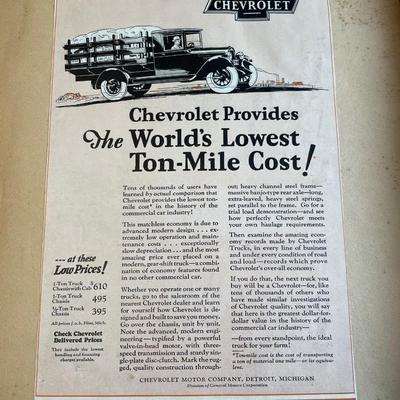 CHEVROLET
Chevrolet Provides
The World's Lowest
Ton-Mile Cost!
Tens of thousands of users have
learned by actual comparison that
Chevrolet provides the lowest ton-
mile cost* in the history of the
commercial car industry!
This matchless economy is due to
advanced modern design . . . ex-
tremely low operation and mainte-
nance costs . . . exceptionally
slow depreciation . . . and the most
amazing price ever placed on a
modern, gear-shift truck—a combi-
nation of economy features found
in no other commercial car.
Whether you operate one or many
trucks, go to the salesroom of the
nearest Chevrolet dealer and learn
for yourself how Chevrolet is de-
signed and built to save you money.
Go over the chassis, unit by unit.
Note the advanced, modern engi-
neering—typified by a powerful
valve-in-head motor, with three-
speed transmission and sturdy sin-
gle-plate disc-clutch. Mark the rug-
ged, quality construction through-
out; heavy channel steel frame—
massive banjo-type rear axle—long,
extra-leaved, heavy steel springs,
set parallel to the frame. Go for a
trial load demonstration—and see
how perfectly Chevrolet meets
your own haulage requirements.
Then examine the amazing econ-
omy records made by Chevrolet
Trucks, in every line of business
and under every condition of road
and load—records which prove
Chevrolet's over-all economy.
If you do that, the next truck you
buy will be a Chevrolet—for, like
tens of thousands of others who
have made similar investigations
of Chevrolet quality, you will say
that here is the greatest dollar-for-
dollar value in the history of the
commercial car industry—
—from every standpoint, the ideal
truck for your farm!
*Ton-mile cost is the cost of transporting
a ton of material one mile—or its equiva-
lent.
--- at these
Low Prices!
1-Ton Truck
Chassis with Cab $610
1-Ton Truck
Chassis 495
½-Ton Truck
Chassis 395
All prices f.o.b. Flint, Mich.
Check Chevrolet
Delivered Prices
They include the lowest
handling and financing
charges available.
CHEVROLET MOTOR COMPANY, DETROIT, MICHIGAN
Division of General Motors Corporation